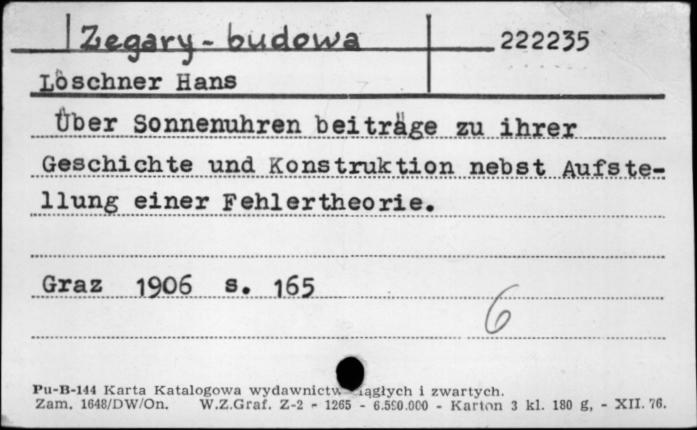 Zegary - budowa 222235
Löschner Hans
Über Sonnenuhren beiträge zu ihrer
Geschichte und Konstruktion nebst Aufste-
llung einer Fehlertheorie.
Graz 1906 s. 165
6
Pu-B-144 Karta Katalogowa wydawnictw ciągłych i zwartych.
Zam. 1648/DW/On. W.Z.Graf. Z-2 - 1265 - 6.590.000 - Karton 3 kl. 180 g, - XII. 76.